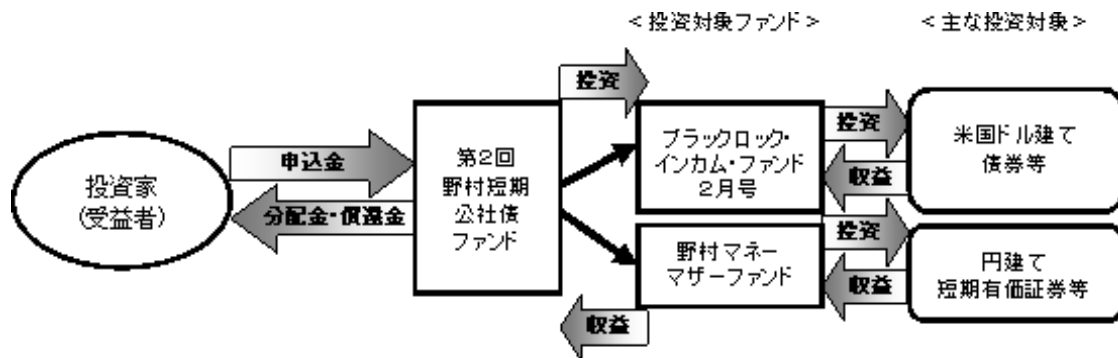 ＜投資対象ファンド＞
＜主な投資対象＞
投資
申込金
分配金・償還金
投資家
(受益者)
第2回
野村短期
公社債
ファンド
ブラックロック・
インカム・ファンド
2月号
投資
収益
米国ドル建て
債券等
野村マネー
マザーファンド
投資
収益
円建て
短期有価証券等
収益